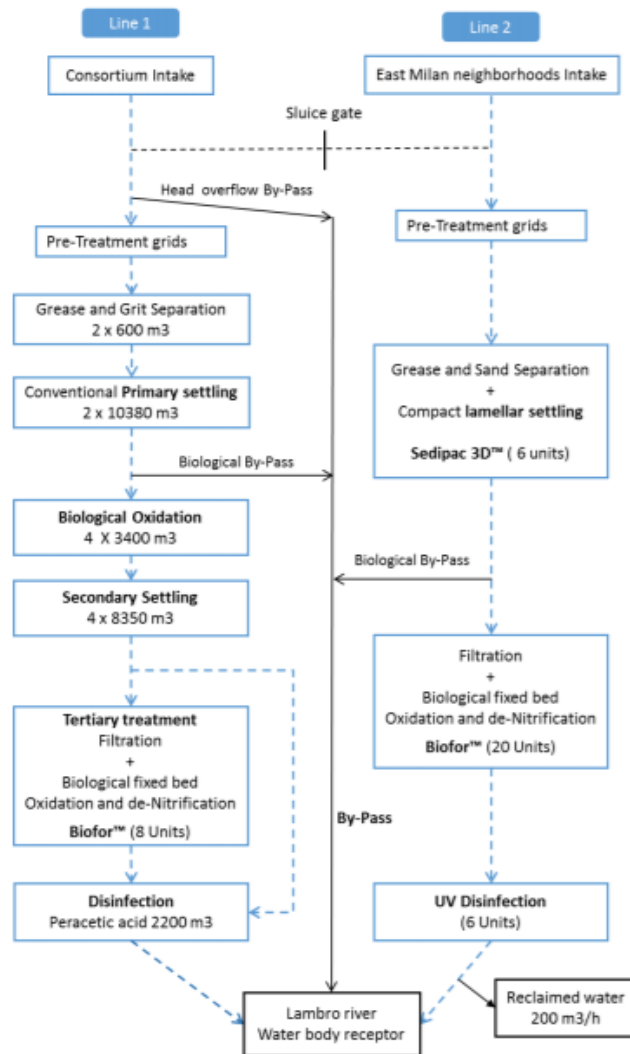 Line 1
Line 2
Consortium Intake
East Milan neighborhoods Intake
Sluice gate
Head overflow By-Pass
Pre-Treatment grids
Pre-Treatment grids
Grease and Grit Separation
2 x 600 m3
Conventional Primary settling
2 x 10380 m3
Grease and Sand Separation
+
Compact lamellar settling
Sedipac 3D™ ( 6 units)
Biological By-Pass
Biological Oxidation
4 X 3400 m3
Biological By-Pass
Secondary Settling
4 x 8350 m3
Filtration
+
Biological fixed bed
Oxidation and de-Nitrification
Biofor™ (20 Units)
Tertiary treatment
Filtration
+
Biological fixed bed
Oxidation and de-Nitrification
Biofor™ (8 Units)
By-Pass
Disinfection
Peracetic acid 2200 m3
UV Disinfection
(6 Units)
Lambro river
Water body receptor
Reclaimed water
200 m3/h